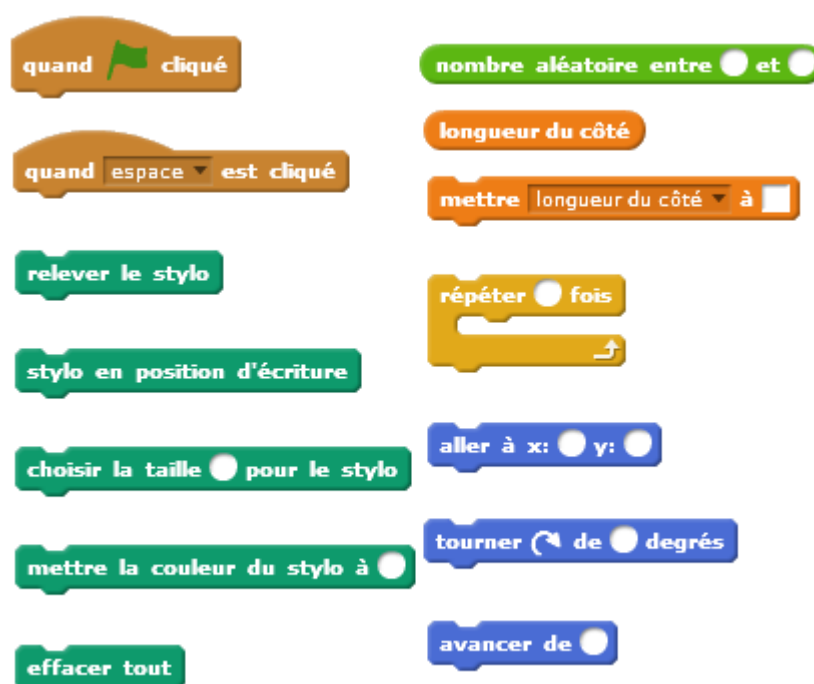 quand cliqué
quand espace est cliqué
relever le stylo
stylo en position d'écriture
choisir la taille pour le stylo
mettre la couleur du stylo à
effacer tout
nombre aléatoire entre et
longueur du côté
mettre longueur du côté à
répéter fois
aller à x: y:
tourner de degrés
avancer de